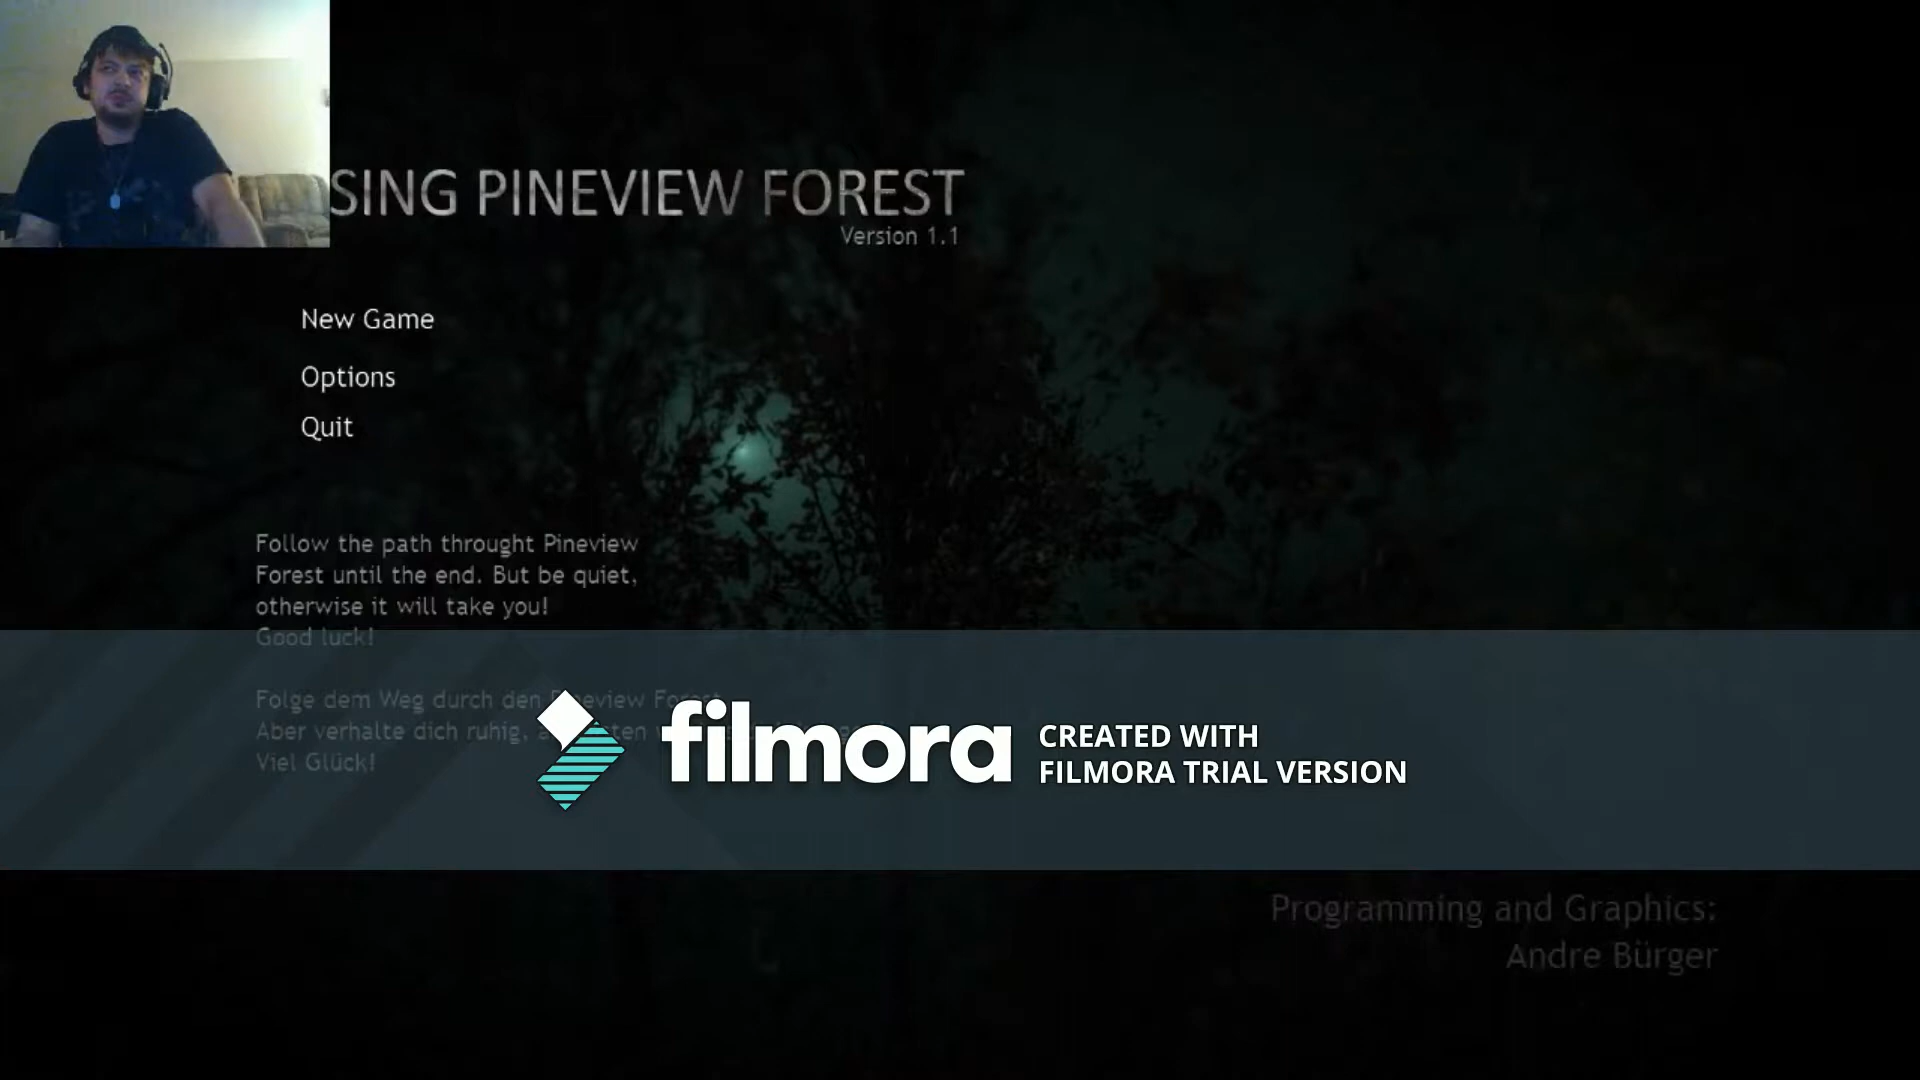 SING PINEVIEW FOREST
Version 1.1
New Game
Options
Quit
Follow the path throught Pineview
Forest until the end. But be quiet,
otherwise it will take you!
Good luck!
Folge dem Weg durch den
Aber verhalte dich ruhig,
Viel Glück!
filmora
CREATED WITH
FILMORA TRIAL VERSION
Programming and Graphics:
Andre Bürger